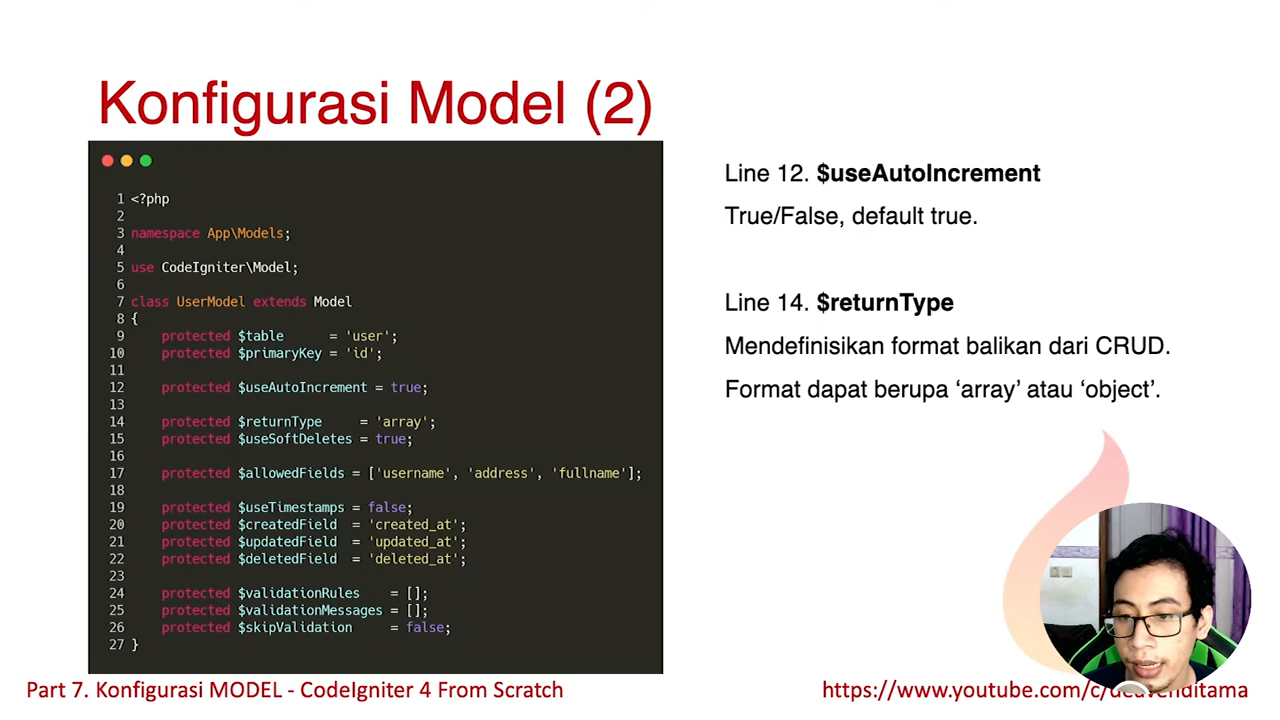 Konfigurasi Model (2)
1 <?php
2
3 namespace App\Models;
4
5 use CodeIgniter\Model;
6
7 class UserModel extends Model
8 {
9 protected $table = 'user';
10 protected $primaryKey = 'id';
11
12 protected $useAutoIncrement = true;
13
14 protected $returnType = 'array';
15 protected $useSoftDeletes = true;
16
17 protected $allowedFields = ['username', 'address', 'fullname'];
18
19 protected $useTimestamps = false;
20 protected $createdField = 'created_at';
21 protected $updatedField = 'updated_at';
22 protected $deletedField = 'deleted_at';
23
24 protected $validationRules = [];
25 protected $validationMessages = [];
26 protected $skipValidation = false;
27 }
Line 12. $useAutoIncrement
True/False, default true.
Line 14. $returnType
Mendefinisikan format balikan dari CRUD.
Format dapat berupa ‘array’ atau ‘object’.
Part 7. Konfigurasi MODEL - CodeIgniter 4 From Scratch
https://www.youtube.com/c/deavenditama